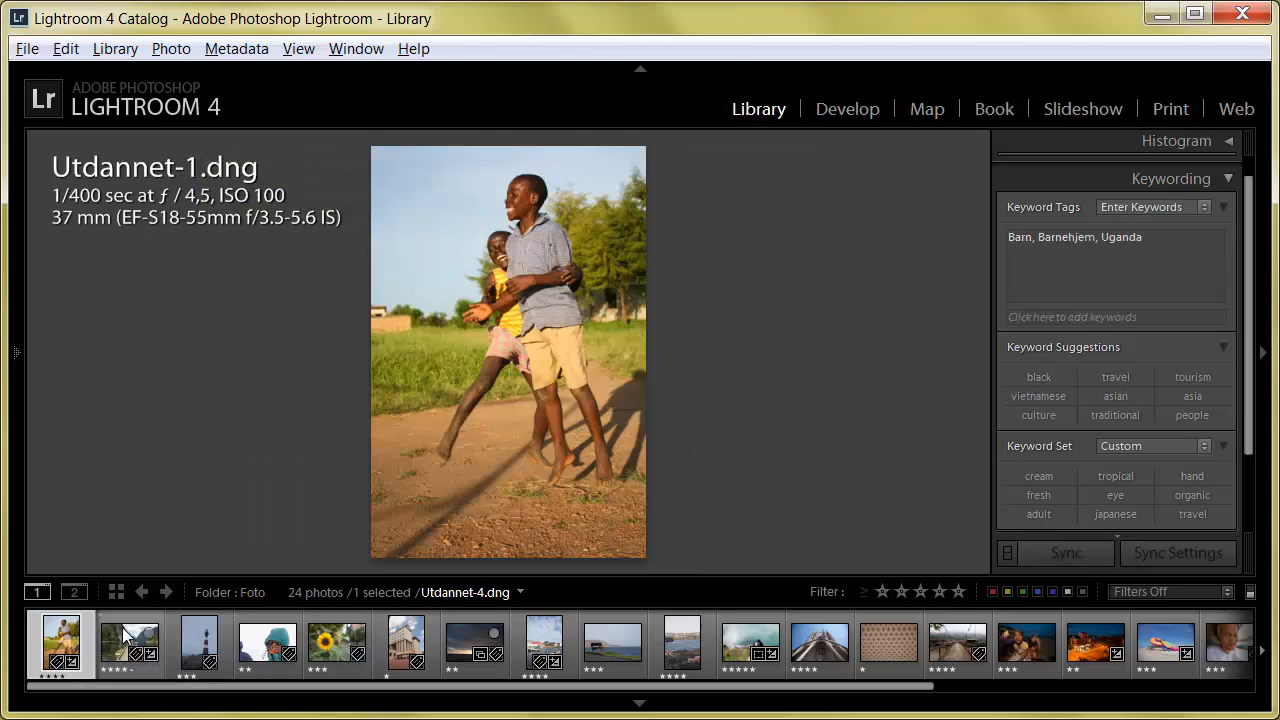 Lr Lightroom 4 Catalog - Adobe Photoshop Lightroom - Library
File Edit Library Photo Metadata View Window Help
Lr ADOBE PHOTOSHOP
LIGHTROOM 4
Library | Develop | Map | Book | Slideshow | Print | Web
Utdannet-1.dng
1/400 sec at ƒ / 4,5, ISO 100
37 mm (EF-S18-55mm f/3.5-5.6 IS)
Histogram
Keywording
Keyword Tags Enter Keywords
Barn, Barnehjem, Uganda
Click here to add keywords
Keyword Suggestions
black travel tourism
vietnamese asian asia
culture traditional people
Keyword Set Custom
cream tropical hand
fresh eye organic
adult japanese travel
Sync Sync Settings
1 2 Folder : Foto 24 photos / 1 selected / Utdannet-4.dng Filter : Filters Off